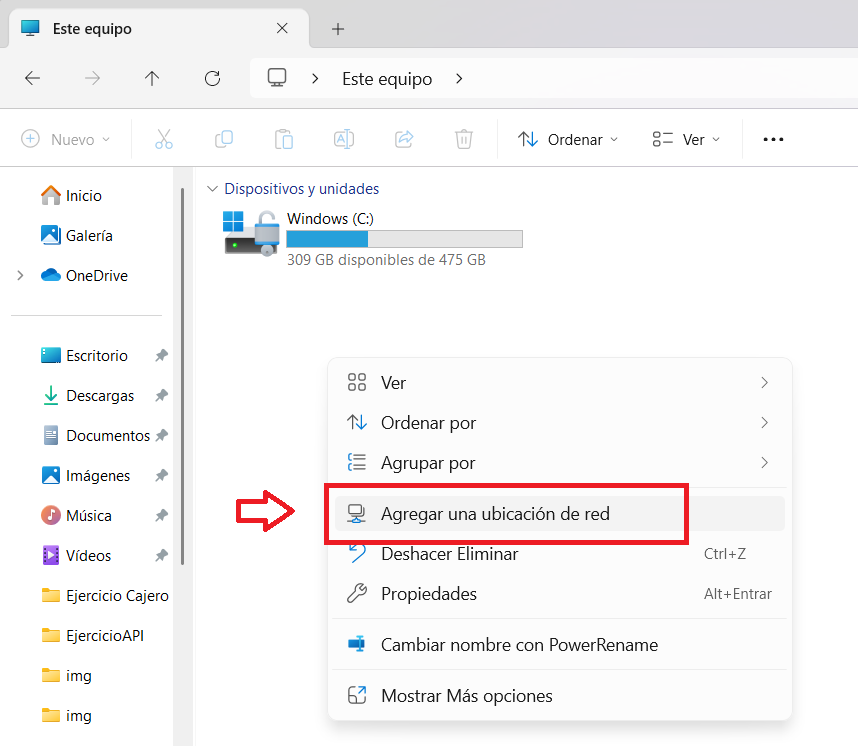 Este equipo
Este equipo
Nuevo
Ordenar
Ver
Inicio
Galería
OneDrive
Escritorio
Descargas
Documentos
Imágenes
Música
Vídeos
Ejercicio Cajero
EjercicioAPI
img
img
Dispositivos y unidades
Windows (C:)
309 GB disponibles de 475 GB
Ver
Ordenar por
Agrupar por
Agregar una ubicación de red
Deshacer Eliminar Ctrl+Z
Propiedades Alt+Entrar
Cambiar nombre con PowerRename
Mostrar Más opciones